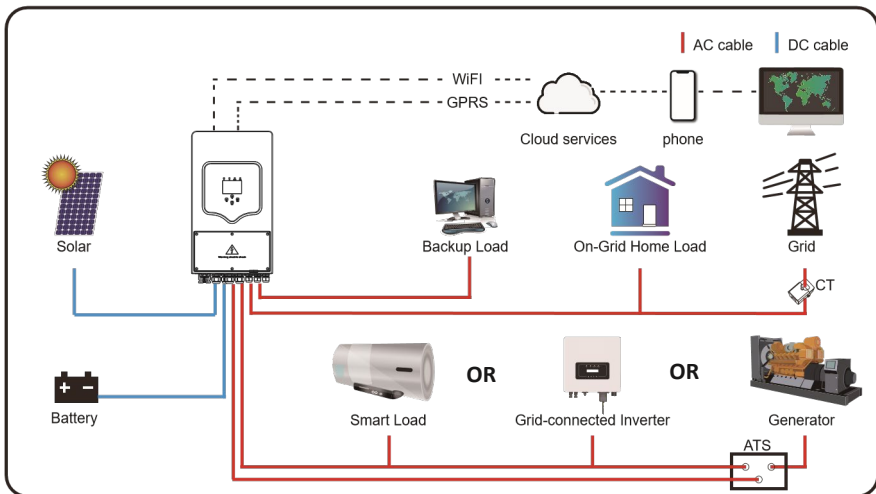 AC cable
DC cable
WiFI
GPRS
Cloud services
phone
Solar
Backup Load
On-Grid Home Load
Grid
CT
Battery
OR
OR
Smart Load
Grid-connected Inverter
Generator
ATS